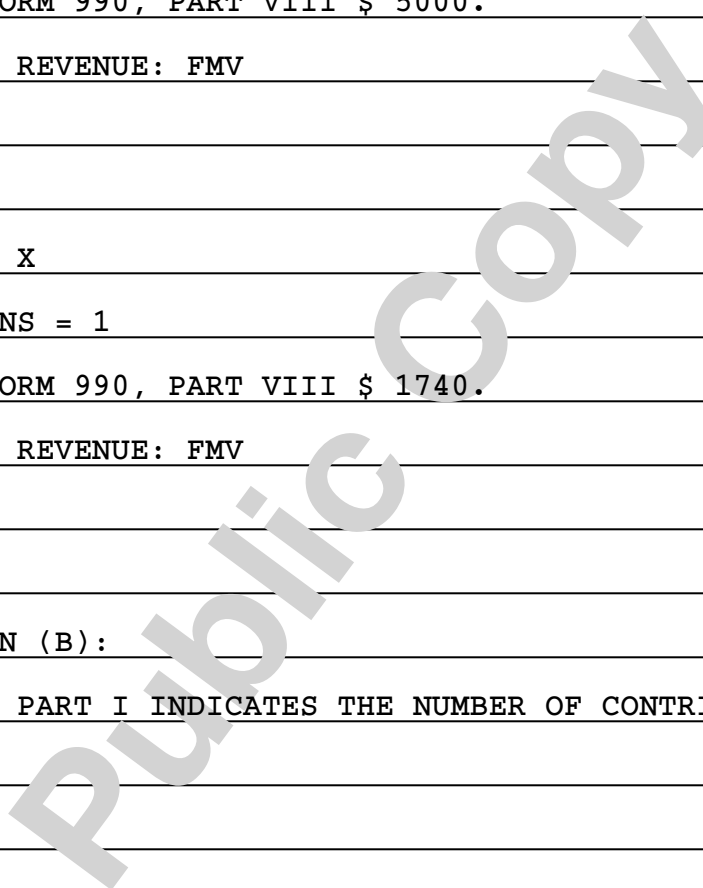 ORM 990, PART VIII $ 5000.
REVENUE: FMV
X
NS = 1
ORM 990, PART VIII $ 1740.
REVENUE: FMV
N (B):
PART I INDICATES THE NUMBER OF CONTRI
Public Copy